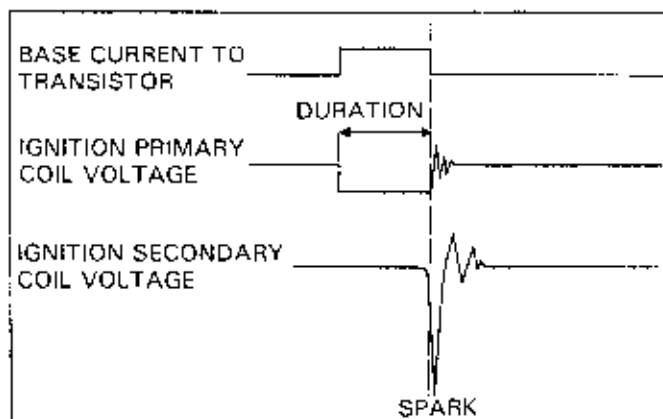 BASE CURRENT TO
TRANSISTOR
DURATION
IGNITION PRIMARY
COIL VOLTAGE
IGNITION SECONDARY
COIL VOLTAGE
SPARK